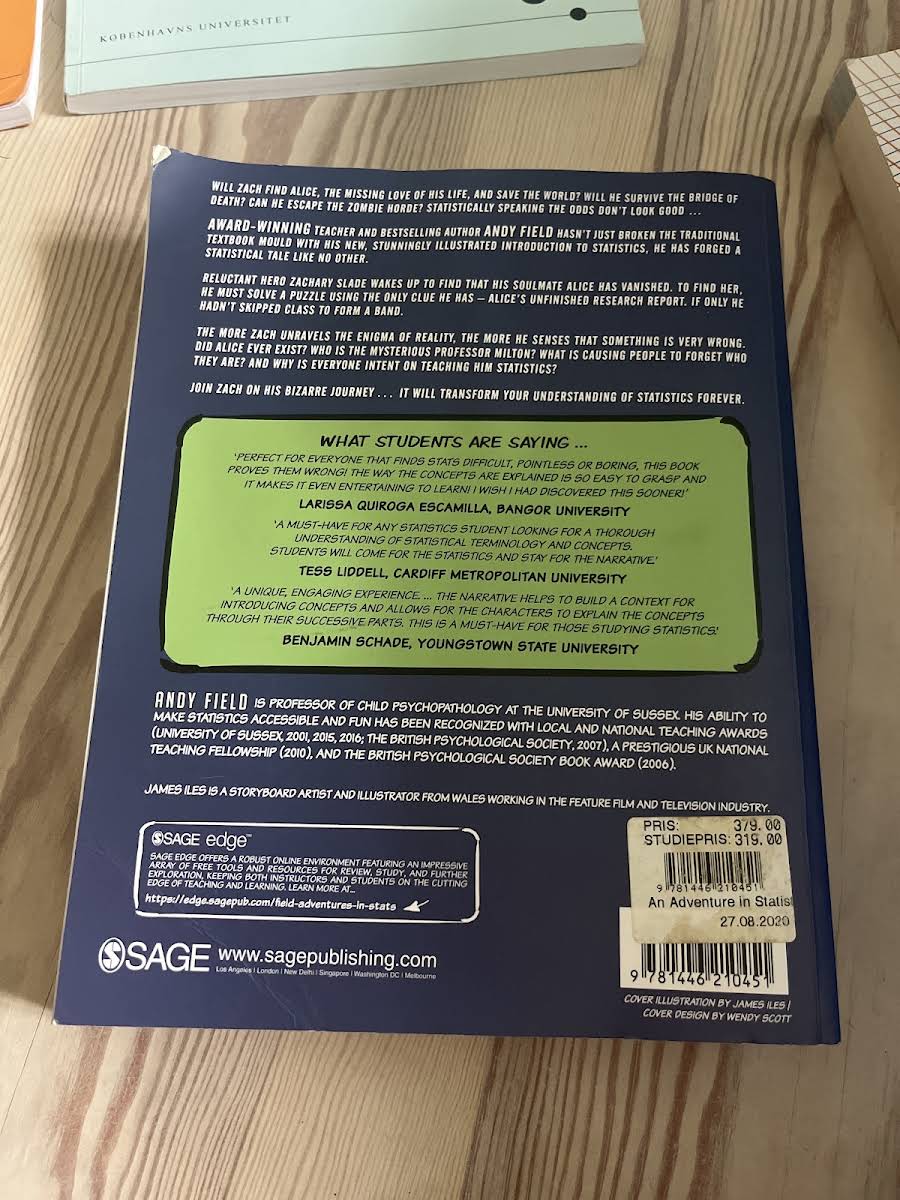 KØBENHAVNS UNIVERSITET
WILL ZACH FIND ALICE, THE MISSING LOVE OF HIS LIFE, AND SAVE THE WORLD? WILL HE SURVIVE THE BRIDGE OF
DEATH? CAN HE ESCAPE THE ZOMBIE HORDE? STATISTICALLY SPEAKING THE ODDS DON'T LOOK GOOD ...
AWARD-WINNING TEACHER AND BESTSELLING AUTHOR ANDY FIELD HASN'T JUST BROKEN THE TRADITIONAL
TEXTBOOK MOULD WITH HIS NEW, STUNNINGLY ILLUSTRATED INTRODUCTION TO STATISTICS, HE HAS FORGED A
STATISTICAL TALE LIKE NO OTHER.
RELUCTANT HERO ZACHARY SLADE WAKES UP TO FIND THAT HIS SOULMATE ALICE HAS VANISHED. TO FIND HER,
HE MUST SOLVE A PUZZLE USING THE ONLY CLUE HE HAS – ALICE'S UNFINISHED RESEARCH REPORT. IF ONLY HE
HADN'T SKIPPED CLASS TO FORM A BAND.
THE MORE ZACH UNRAVELS THE ENIGMA OF REALITY, THE MORE HE SENSES THAT SOMETHING IS VERY WRONG.
DID ALICE EVER EXIST? WHO IS THE MYSTERIOUS PROFESSOR MILTON? WHAT IS CAUSING PEOPLE TO FORGET WHO
THEY ARE? AND WHY IS EVERYONE INTENT ON TEACHING HIM STATISTICS?
JOIN ZACH ON HIS BIZARRE JOURNEY ... IT WILL TRANSFORM YOUR UNDERSTANDING OF STATISTICS FOREVER.
WHAT STUDENTS ARE SAYING ...
'PERFECT FOR EVERYONE THAT FINDS STATS DIFFICULT, POINTLESS OR BORING, THIS BOOK
PROVES THEM WRONG! THE WAY THE CONCEPTS ARE EXPLAINED IS SO EASY TO GRASP AND
IT MAKES IT EVEN ENTERTAINING TO LEARN! I WISH I HAD DISCOVERED THIS SOONER!'
LARISSA QUIROGA ESCAMILLA, BANGOR UNIVERSITY
'A MUST-HAVE FOR ANY STATISTICS STUDENT LOOKING FOR A THOROUGH
UNDERSTANDING OF STATISTICAL TERMINOLOGY AND CONCEPTS.
STUDENTS WILL COME FOR THE STATISTICS AND STAY FOR THE NARRATIVE.'
TESS LIDDELL, CARDIFF METROPOLITAN UNIVERSITY
'A UNIQUE, ENGAGING EXPERIENCE. ... THE NARRATIVE HELPS TO BUILD A CONTEXT FOR
INTRODUCING CONCEPTS AND ALLOWS FOR THE CHARACTERS TO EXPLAIN THE CONCEPTS
THROUGH THEIR SUCCESSIVE PARTS. THIS IS A MUST-HAVE FOR THOSE STUDYING STATISTICS.'
BENJAMIN SCHADE, YOUNGSTOWN STATE UNIVERSITY
ANDY FIELD IS PROFESSOR OF CHILD PSYCHOPATHOLOGY AT THE UNIVERSITY OF SUSSEX. HIS ABILITY TO
MAKE STATISTICS ACCESSIBLE AND FUN HAS BEEN RECOGNIZED WITH LOCAL AND NATIONAL TEACHING AWARDS
(UNIVERSITY OF SUSSEX, 2001, 2015, 2016; THE BRITISH PSYCHOLOGICAL SOCIETY, 2007), A PRESTIGIOUS UK NATIONAL
TEACHING FELLOWSHIP (2010), AND THE BRITISH PSYCHOLOGICAL SOCIETY BOOK AWARD (2006).
JAMES ILES IS A STORYBOARD ARTIST AND ILLUSTRATOR FROM WALES WORKING IN THE FEATURE FILM AND TELEVISION INDUSTRY.
SAGE edge™
SAGE EDGE OFFERS A ROBUST ONLINE ENVIRONMENT FEATURING AN IMPRESSIVE
ARRAY OF FREE TOOLS AND RESOURCES FOR REVIEW, STUDY, AND FURTHER
EXPLORATION, KEEPING BOTH INSTRUCTORS AND STUDENTS ON THE CUTTING
EDGE OF TEACHING AND LEARNING. LEARN MORE AT...
https://edge.sagepub.com/field-adventures-in-stats
SAGE www.sagepublishing.com
Los Angeles | London | New Delhi | Singapore | Washington DC | Melbourne
PRIS: 379.00
STUDIEPRIS: 319.00
9 781446 210451
An Adventure in Statist
27.08.2020
9 781446 210451
COVER ILLUSTRATION BY JAMES ILES |
COVER DESIGN BY WENDY SCOTT